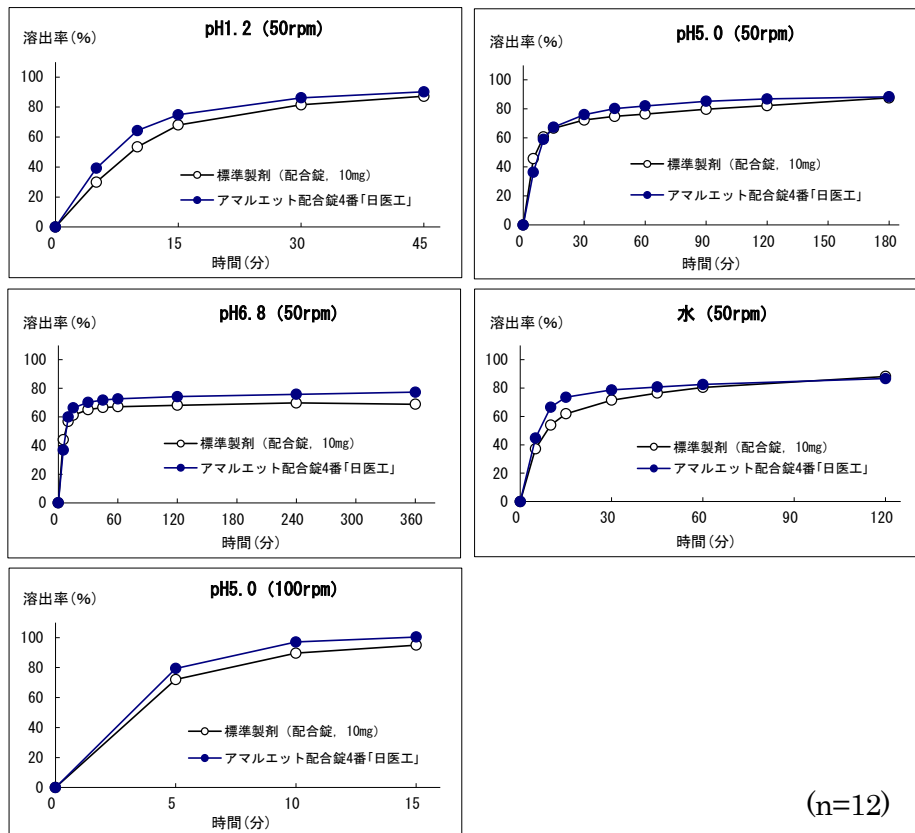 pH1.2 (50rpm)
溶出率(%)
100
80
60
40
20
0
標準製剤(配合錠, 10mg)
アマルエット配合錠4番「日医工」
0 15 30 45
時間(分)
pH5.0 (50rpm)
溶出率(%)
100
80
60
40
20
0
標準製剤(配合錠, 10mg)
アマルエット配合錠4番「日医工」
0 30 60 90 120 150 180
時間(分)
pH6.8 (50rpm)
溶出率(%)
100
80
60
40
20
0
標準製剤(配合錠, 10mg)
アマルエット配合錠4番「日医工」
0 60 120 180 240 300 360
時間(分)
水 (50rpm)
溶出率(%)
100
80
60
40
20
0
標準製剤(配合錠, 10mg)
アマルエット配合錠4番「日医工」
0 30 60 90 120
時間(分)
pH5.0 (100rpm)
溶出率(%)
100
80
60
40
20
0
標準製剤(配合錠, 10mg)
アマルエット配合錠4番「日医工」
0 5 10 15
時間(分)
(n=12)